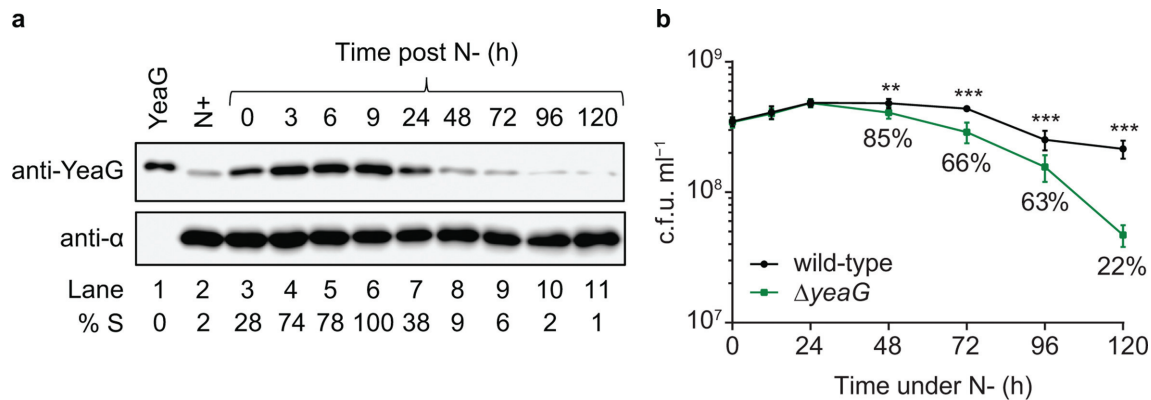 a
Time post N- (h)
YeaG N+ 0 3 6 9 24 48 72 96 120
anti-YeaG
anti-α
Lane 1 2 3 4 5 6 7 8 9 10 11
% S 0 2 28 74 78 100 38 9 6 2 1
b
10⁹
10⁸
10⁷
c.f.u. ml⁻¹
** *** *** ***
85%
66%
63%
22%
wild-type
ΔyeaG
0 24 48 72 96 120
Time under N- (h)